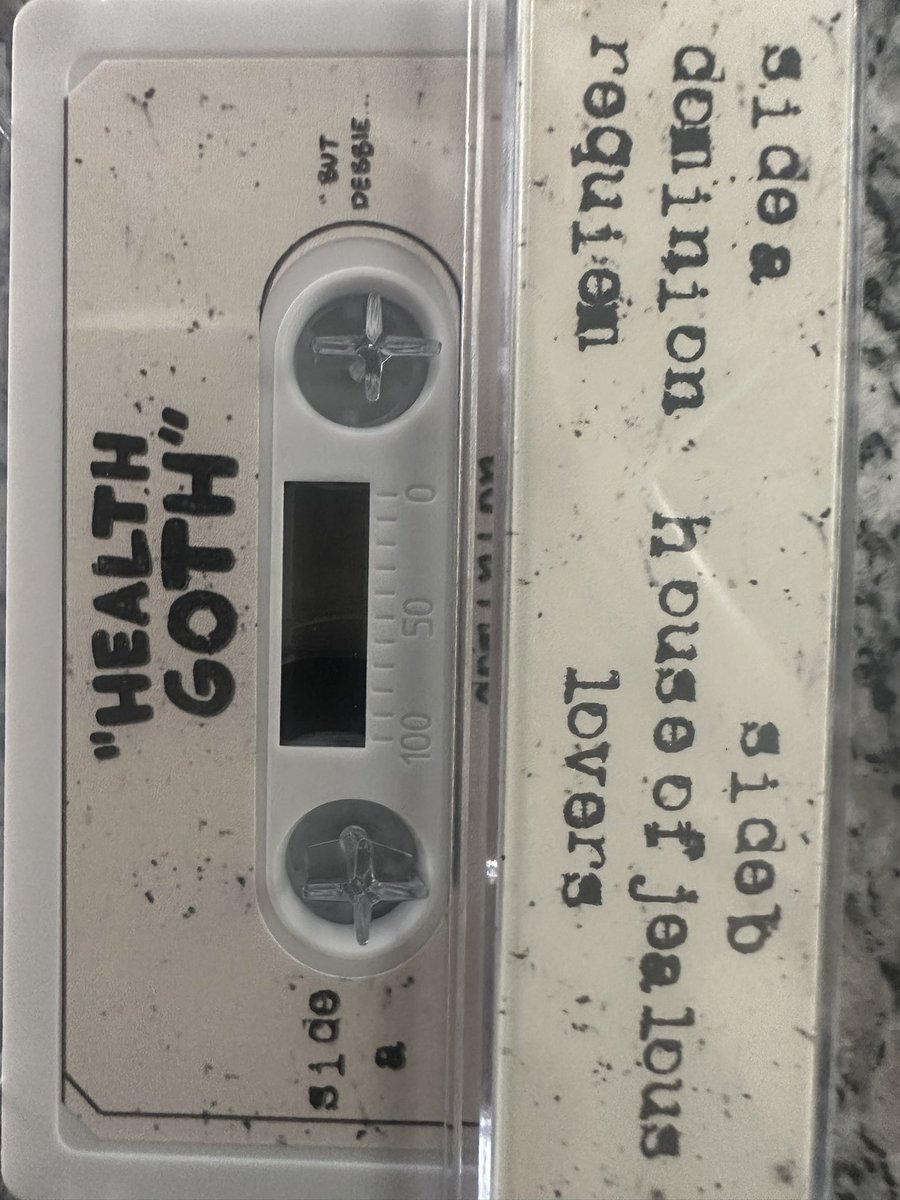 "HEALTH
GOTH"
"BUT
DEBBIE...
side
a
0 50 100
side a
dominion
requiem
side b
house of jealous
lovers